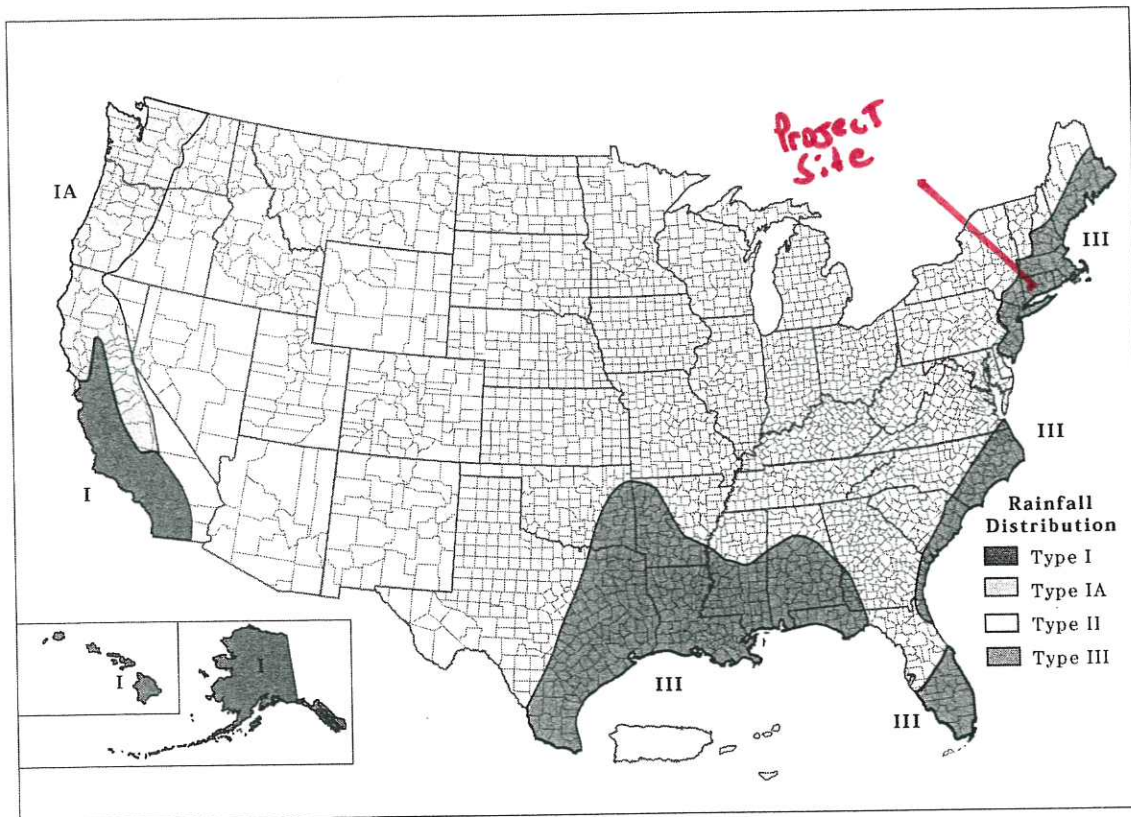 Project
Site
IA
III
III
I
Rainfall
Distribution
Type I
Type IA
Type II
Type III
I
I
III
III